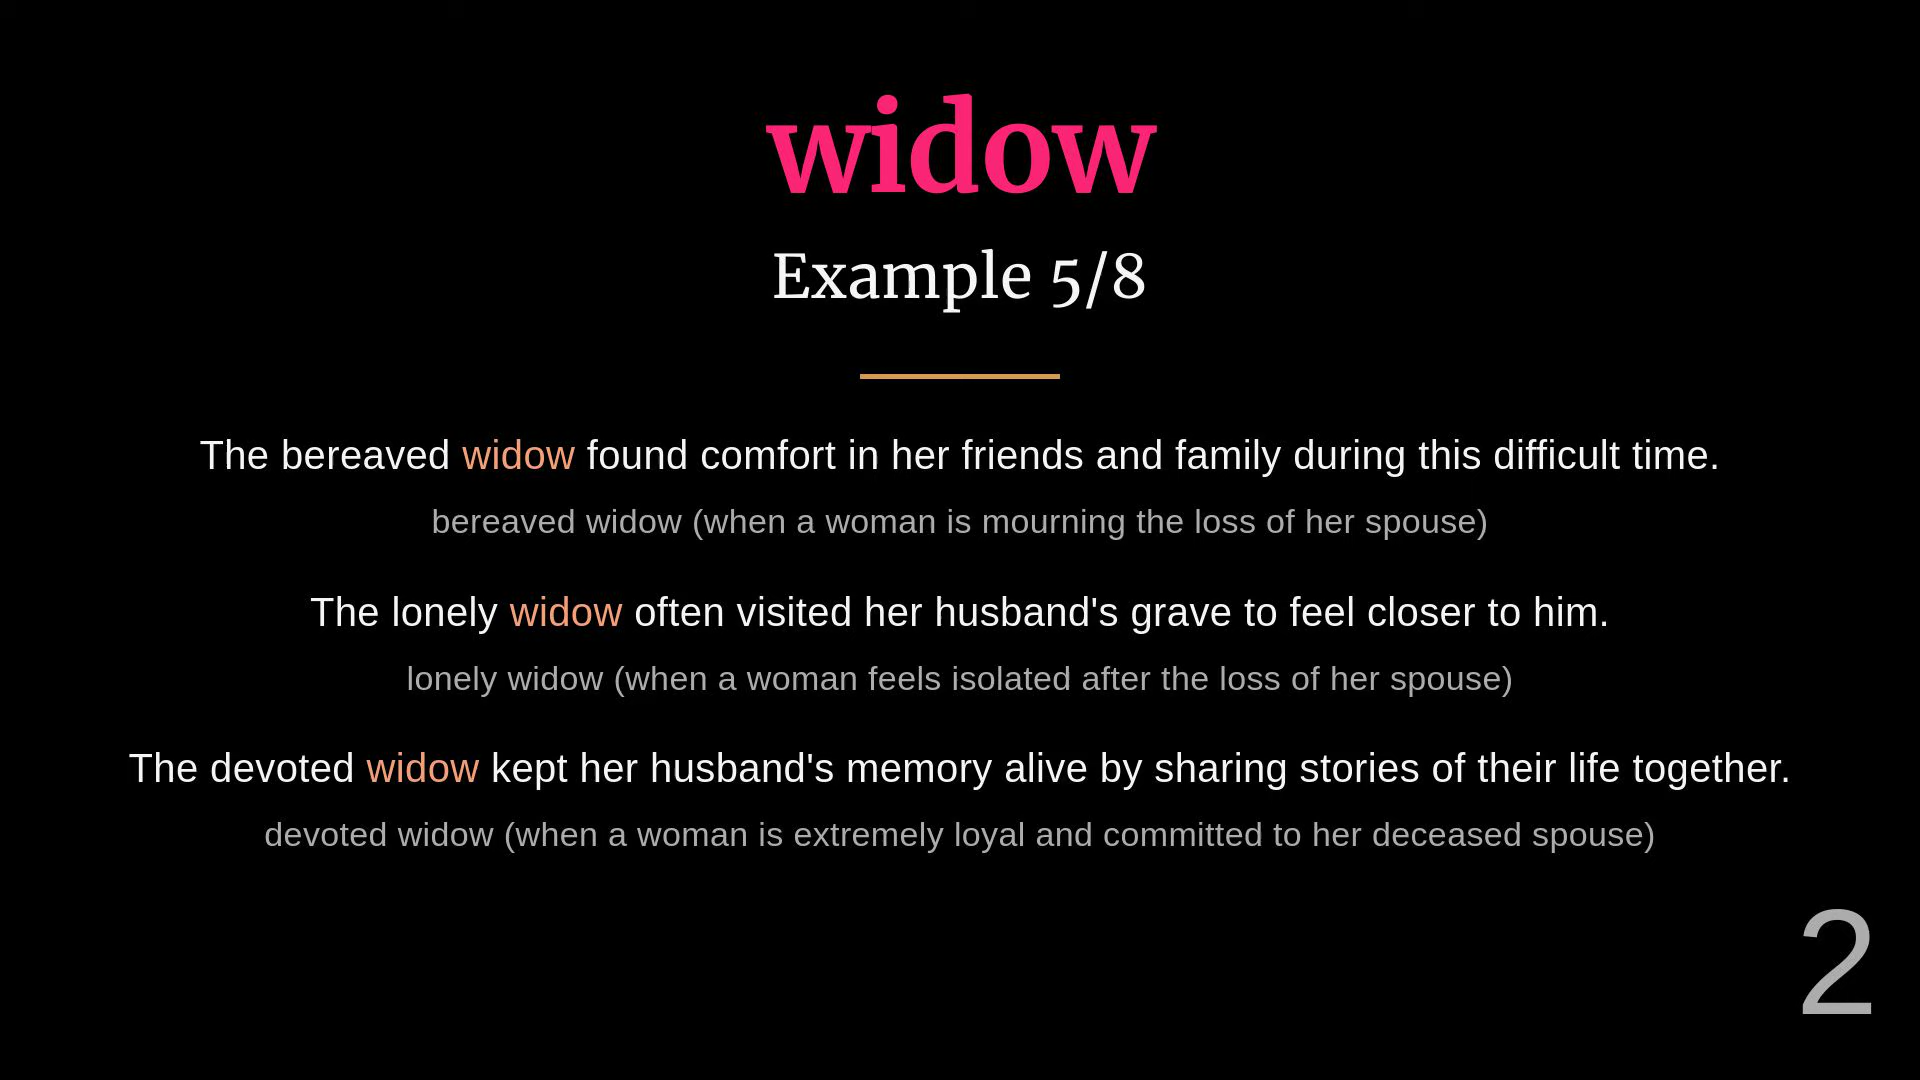 widow
Example 5/8
The bereaved widow found comfort in her friends and family during this difficult time.
bereaved widow (when a woman is mourning the loss of her spouse)
The lonely widow often visited her husband's grave to feel closer to him.
lonely widow (when a woman feels isolated after the loss of her spouse)
The devoted widow kept her husband's memory alive by sharing stories of their life together.
devoted widow (when a woman is extremely loyal and committed to her deceased spouse)
2